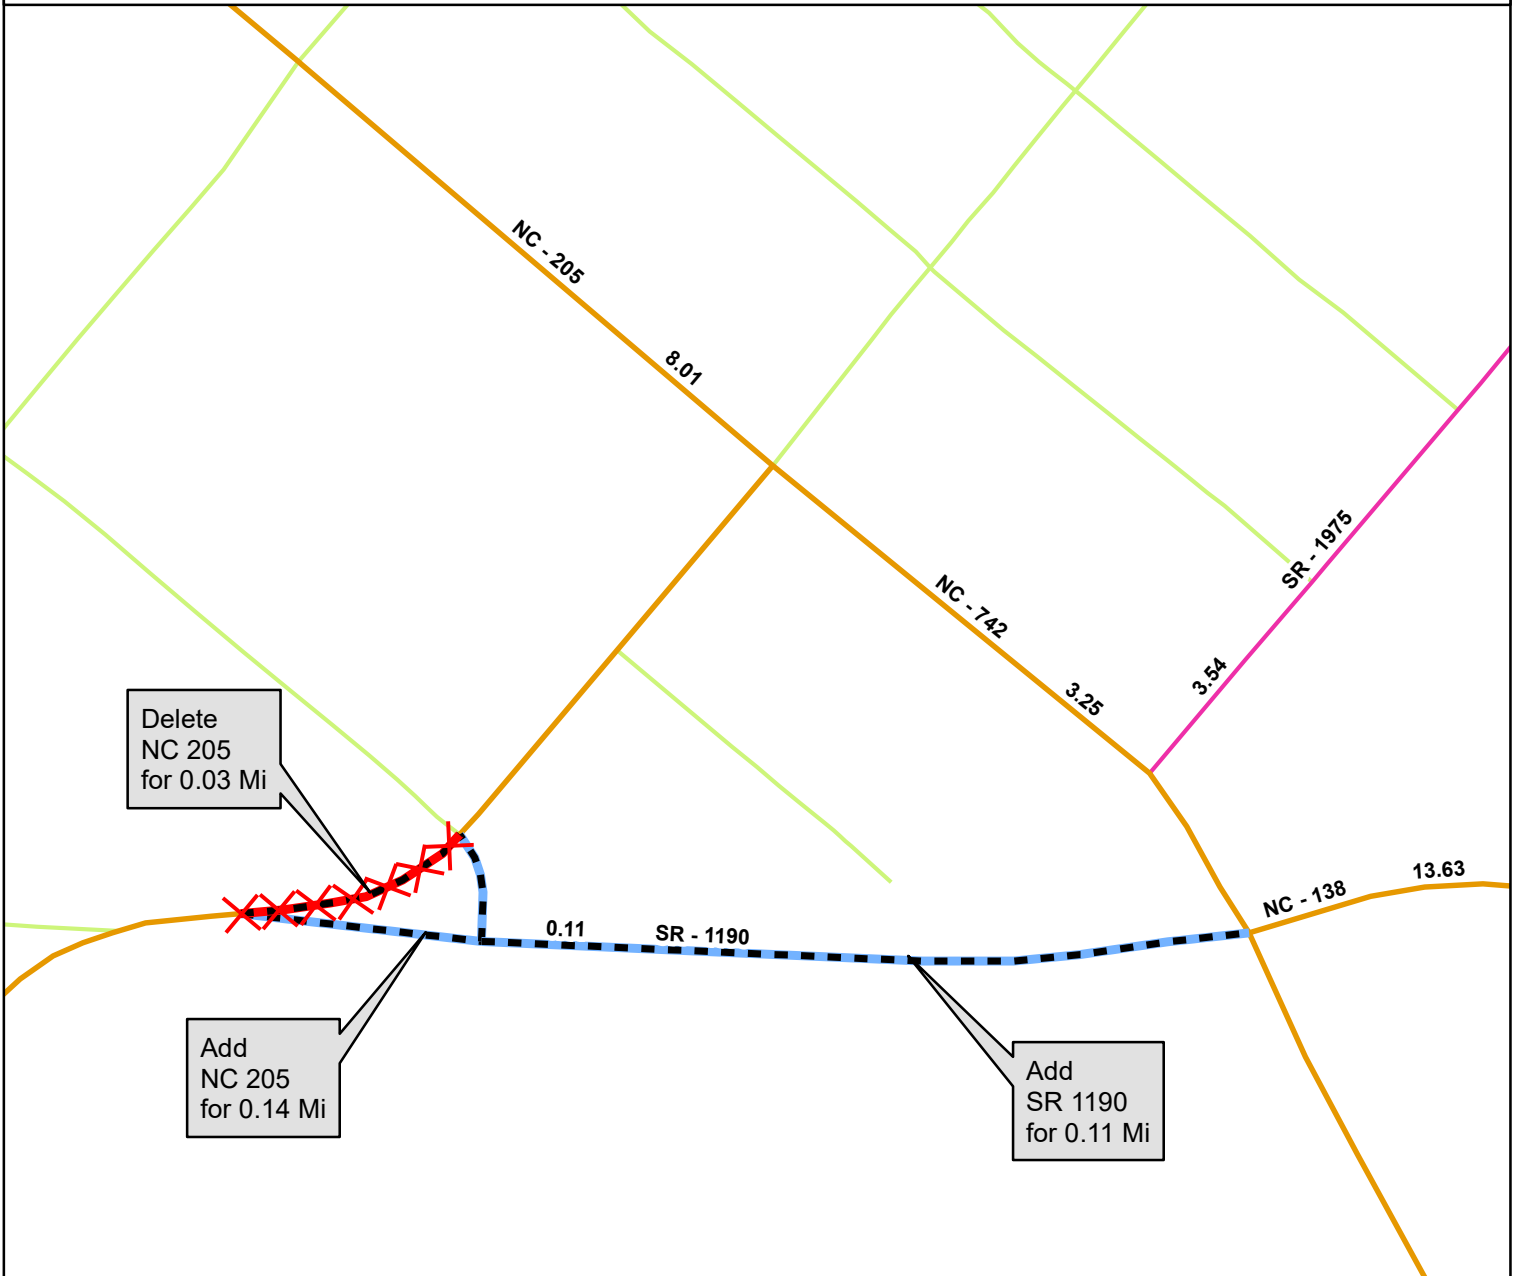 NC - 205
8.01
SR - 1975
NC - 742
3.54
3.25
Delete
NC 205
for 0.03 Mi
13.63
NC - 138
0.11
SR - 1190
Add
NC 205
for 0.14 Mi
Add
SR 1190
for 0.11 Mi